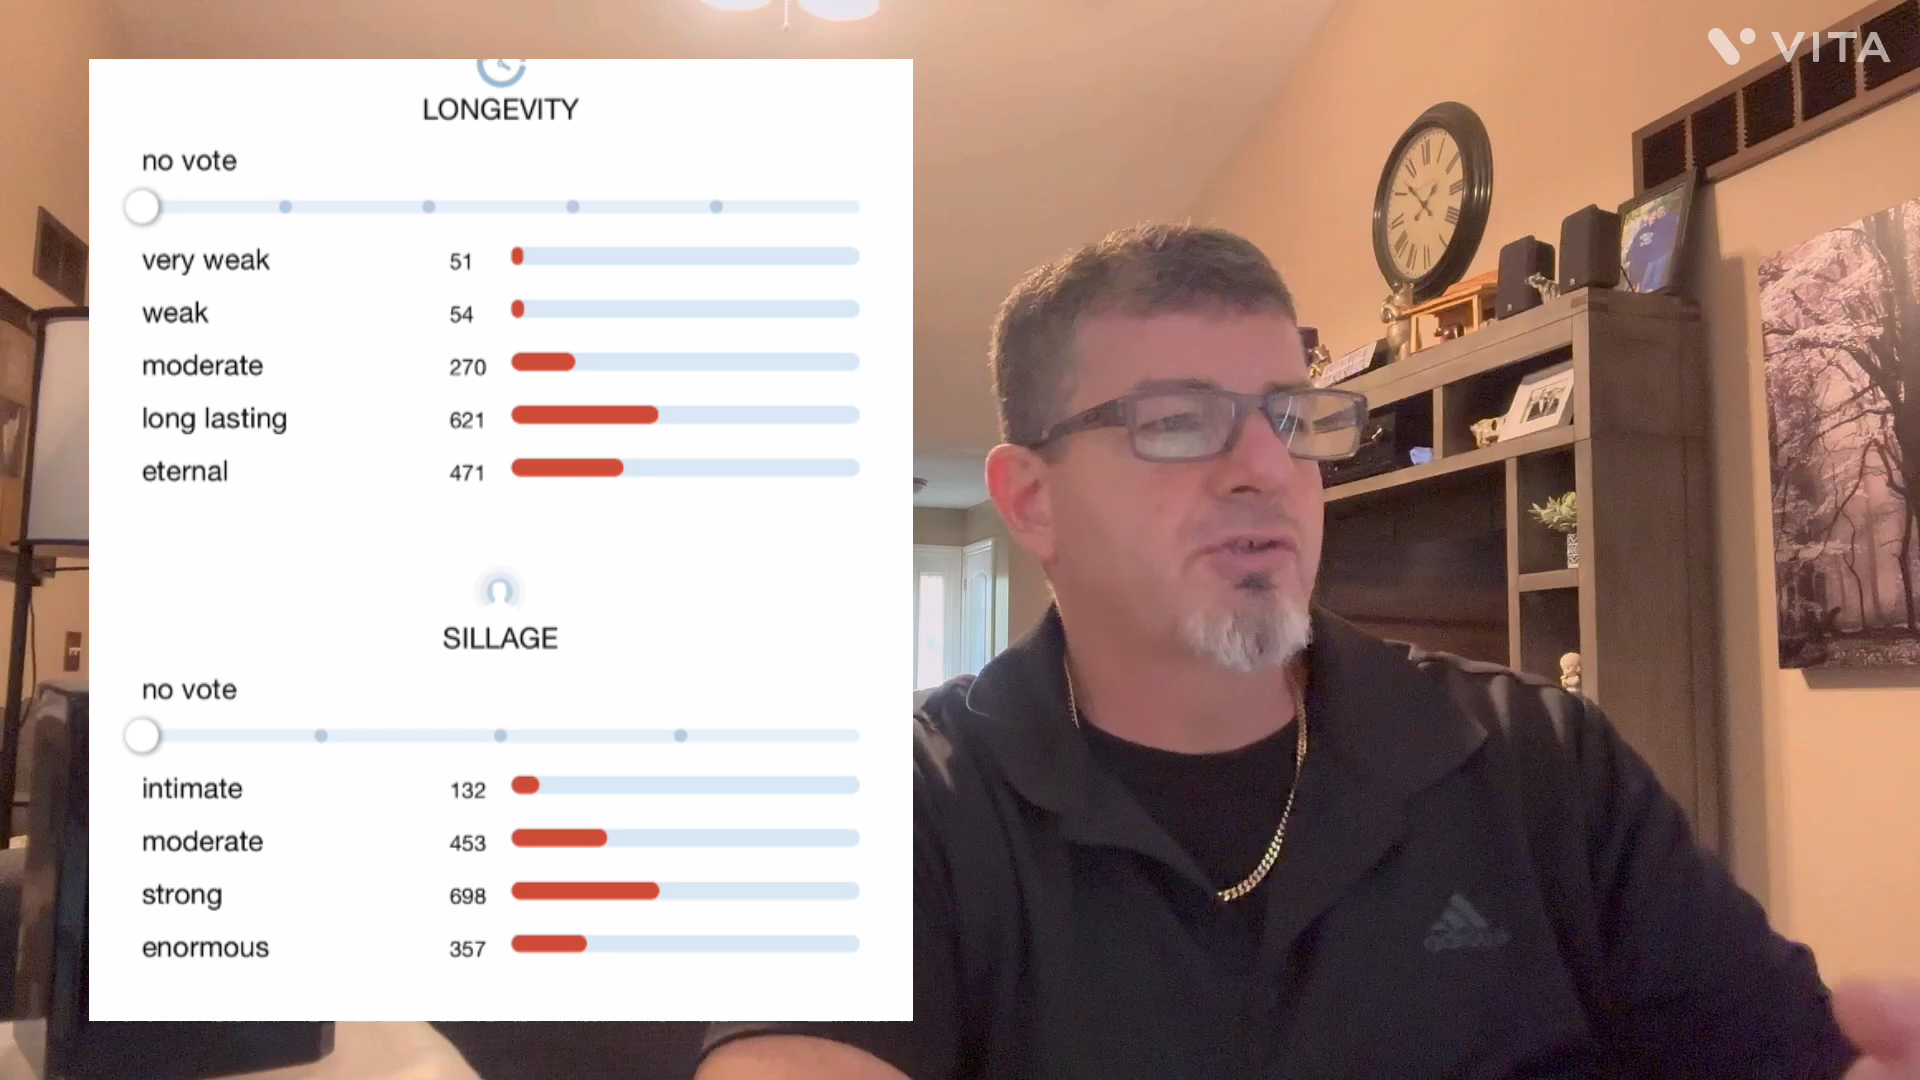 VITA
LONGEVITY
no vote
very weak 51
weak 54
moderate 270
long lasting 621
eternal 471
SILLAGE
no vote
intimate 132
moderate 453
strong 698
enormous 357
adidas